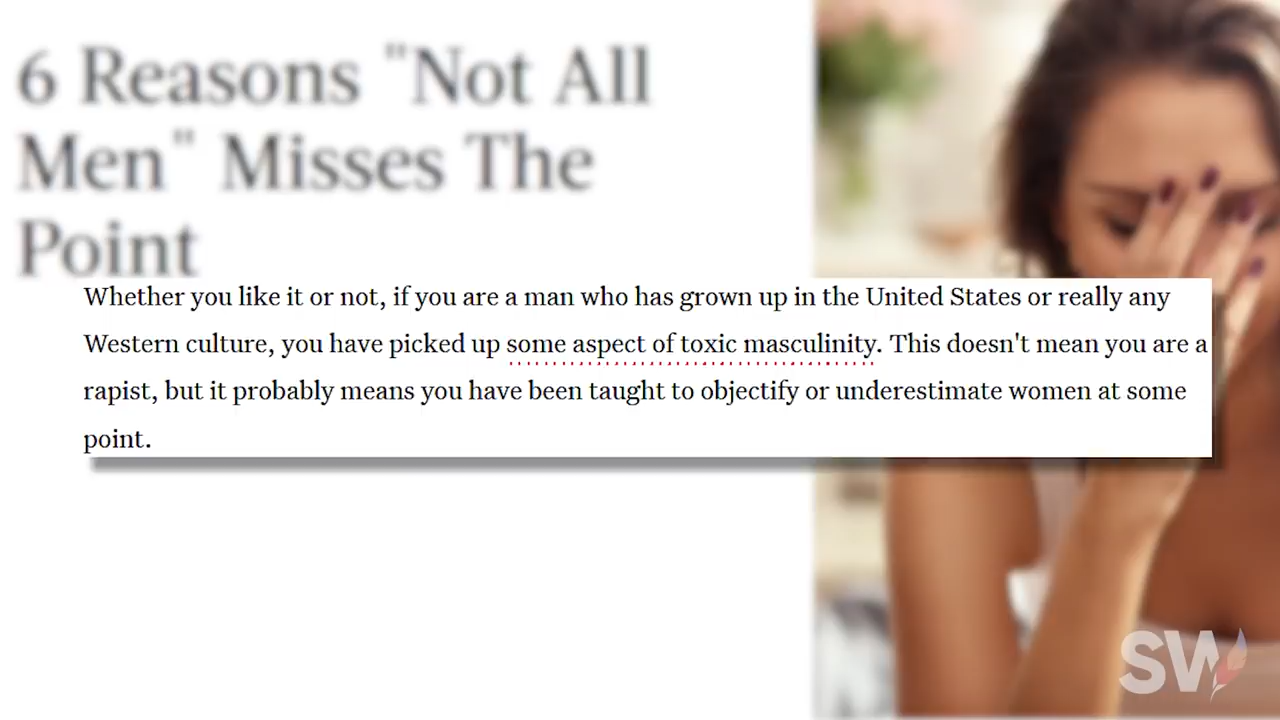 6 Reasons "Not All
Men" Misses The
Point
Whether you like it or not, if you are a man who has grown up in the United States or really any
Western culture, you have picked up some aspect of toxic masculinity. This doesn't mean you are a
rapist, but it probably means you have been taught to objectify or underestimate women at some
point.
SW